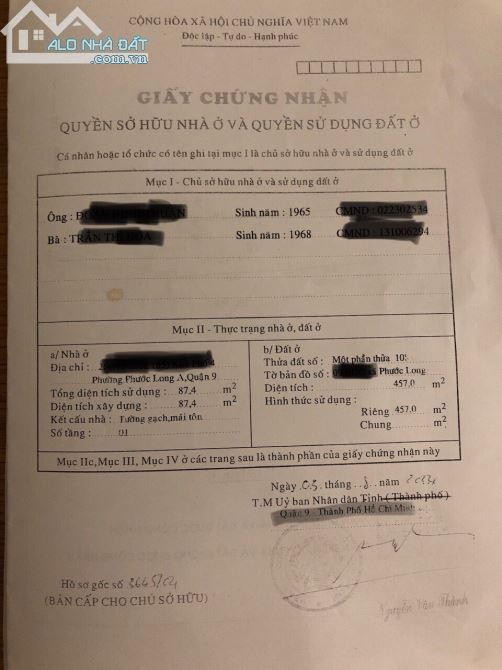 ALO NHÀ ĐẤT
.com.vn
CỘNG HÒA XÃ HỘI CHỦ NGHĨA VIỆT NAM
Độc lập - Tự do - Hạnh phúc
GIẤY CHỨNG NHẬN
QUYỀN SỞ HỮU NHÀ Ở VÀ QUYỀN SỬ DỤNG ĐẤT Ở
Cá nhân hoặc tổ chức có tên ghi tại mục I là chủ sở hữu nhà ở và sử dụng đất ở
Mục I - Chủ sở hữu nhà ở và sử dụng đất ở
Ông : Sinh năm : 1965
Bà : Sinh năm : 1968
Mục II - Thực trạng nhà ở, đất ở
a/ Nhà ở
Địa chỉ :
Phường Phước Long A,Quận 9
Tổng diện tích sử dụng : 87,4 m2
Diện tích xây dựng : 87,4 m2
Kết cấu nhà : Tường gạch,mái tôn
Số tầng : 01
b/ Đất ở
Thửa đất số : Một phần thửa
Tờ bản đồ số : Phước Long
Diện tích : 457,0 m2
Hình thức sử dụng :
Riêng 457,0 m2
Chung m2
Mục IIc,Mục III, Mục IV ở các trang sau là thành phần của giấy chứng nhận này
Ngày 03 tháng năm
T.M Uỷ ban Nhân dân Tỉnh ( Thành phố )
Quận 9 - Thành Phố Hồ Chí Minh
Hồ sơ gốc số 3645/04
(BẢN CẤP CHO CHỦ SỞ HỮU)
Nguyễn Văn Thành